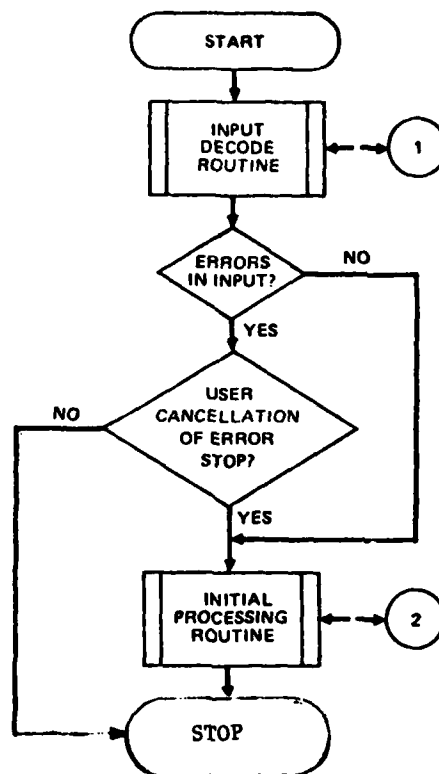 START
INPUT
DECODE
ROUTINE
1
ERRORS
IN INPUT?
NO
YES
NO
USER
CANCELLATION
OF ERROR
STOP?
YES
INITIAL
PROCESSING
ROUTINE
2
STOP